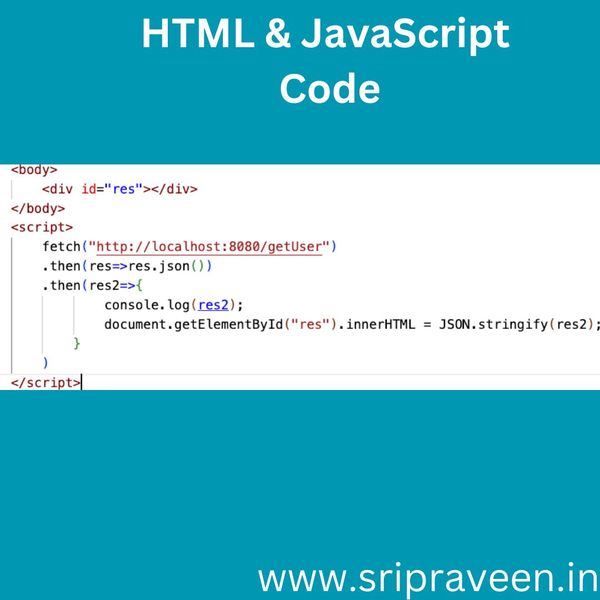 HTML & JavaScript
Code
<body>
<div id="res"></div>
</body>
<script>
fetch("http://localhost:8080/getUser")
.then(res=>res.json())
.then(res2=>{
console.log(res2);
document.getElementById("res").innerHTML = JSON.stringify(res2);
}
)
</script>
www.sripraveen.in